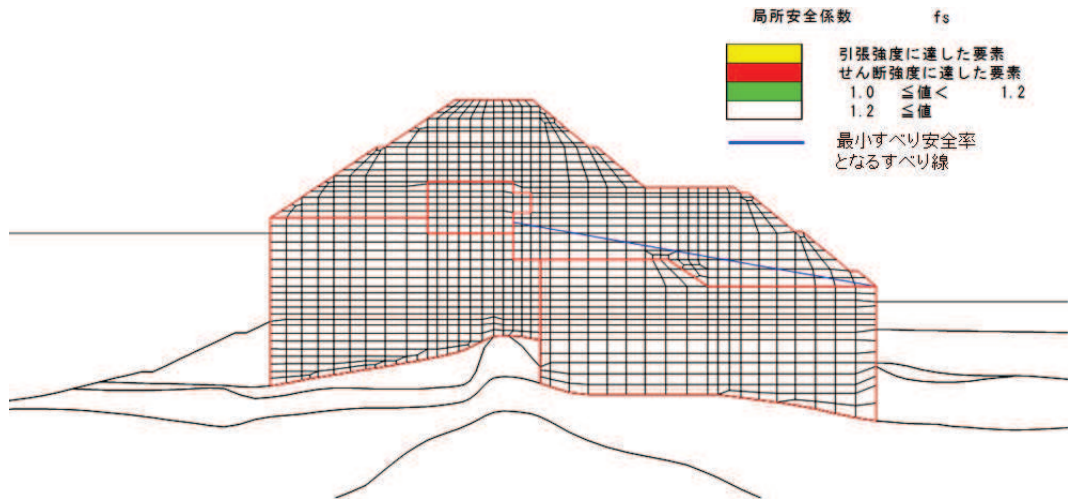 局所安全係数 fs
引張強度に達した要素
せん断強度に達した要素
1.0 ≦値< 1.2
1.2 ≦値
最小すべり安全率
となるすべり線